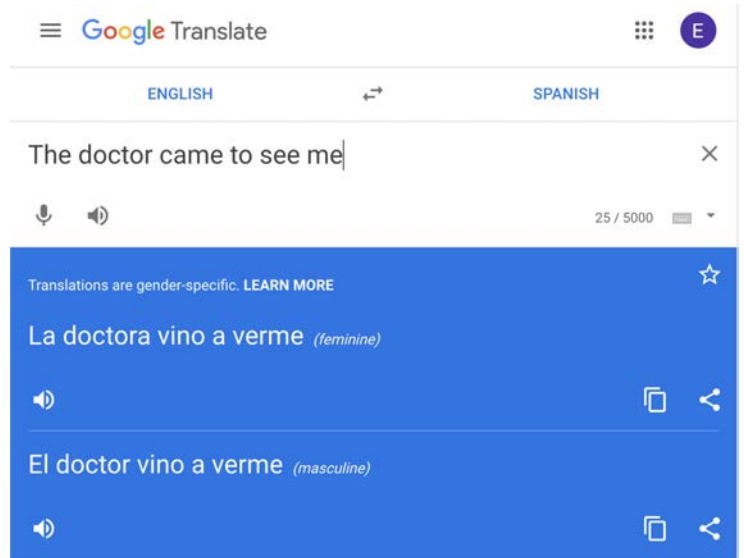 Google Translate
E
ENGLISH
SPANISH
The doctor came to see me
25 / 5000
Translations are gender-specific. LEARN MORE
La doctora vino a verme (feminine)
El doctor vino a verme (masculine)